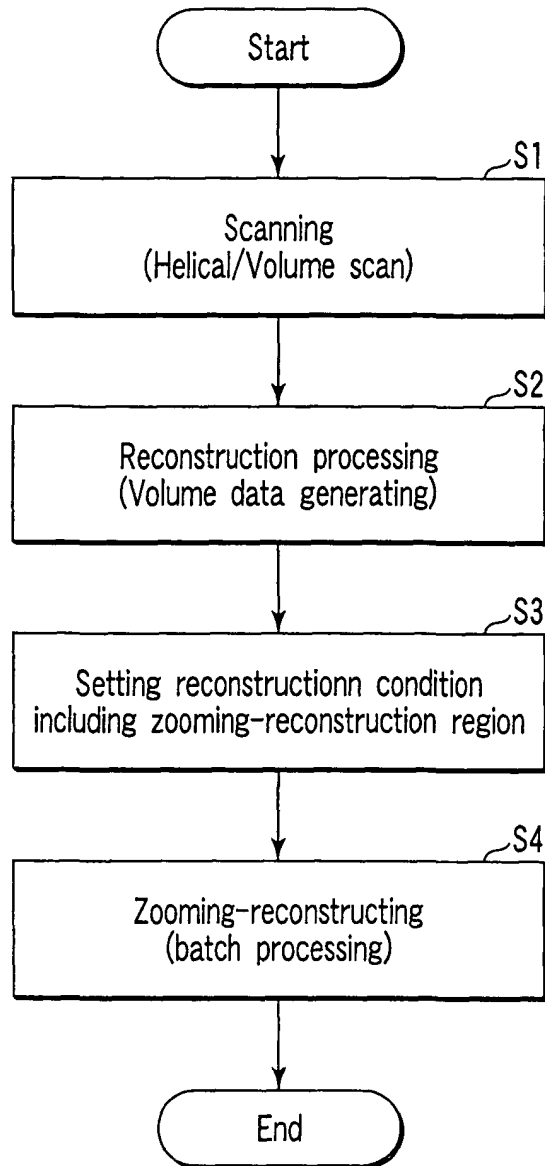 Start
S1
Scanning
(Helical/Volume scan)
S2
Reconstruction processing
(Volume data generating)
S3
Setting reconstructionn condition
including zooming-reconstruction region
S4
Zooming-reconstructing
(batch processing)
End